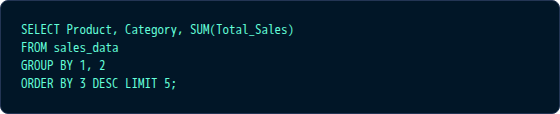 SELECT Product, Category, SUM(Total_Sales)
FROM sales_data
GROUP BY 1, 2
ORDER BY 3 DESC LIMIT 5;